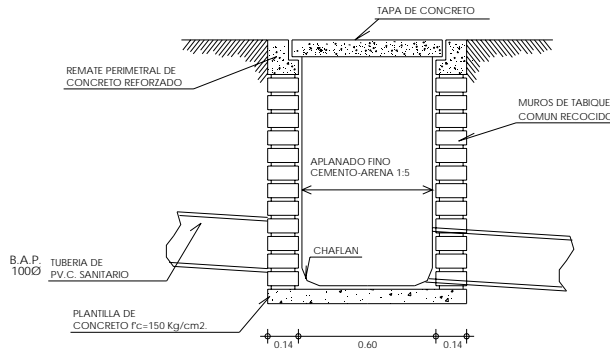 TAPA DE CONCRETO
REMATE PERIMETRAL DE
CONCRETO REFORZADO
MUROS DE TABIQUE
COMUN RECOCIDO
APLANADO FINO
CEMENTO-ARENA 1:5
B.A.P.
100Ø
TUBERIA DE
PV.C. SANITARIO
CHAFLAN
PLANTILLA DE
CONCRETO f'c=150 Kg/cm2.
0.14
0.60
0.14